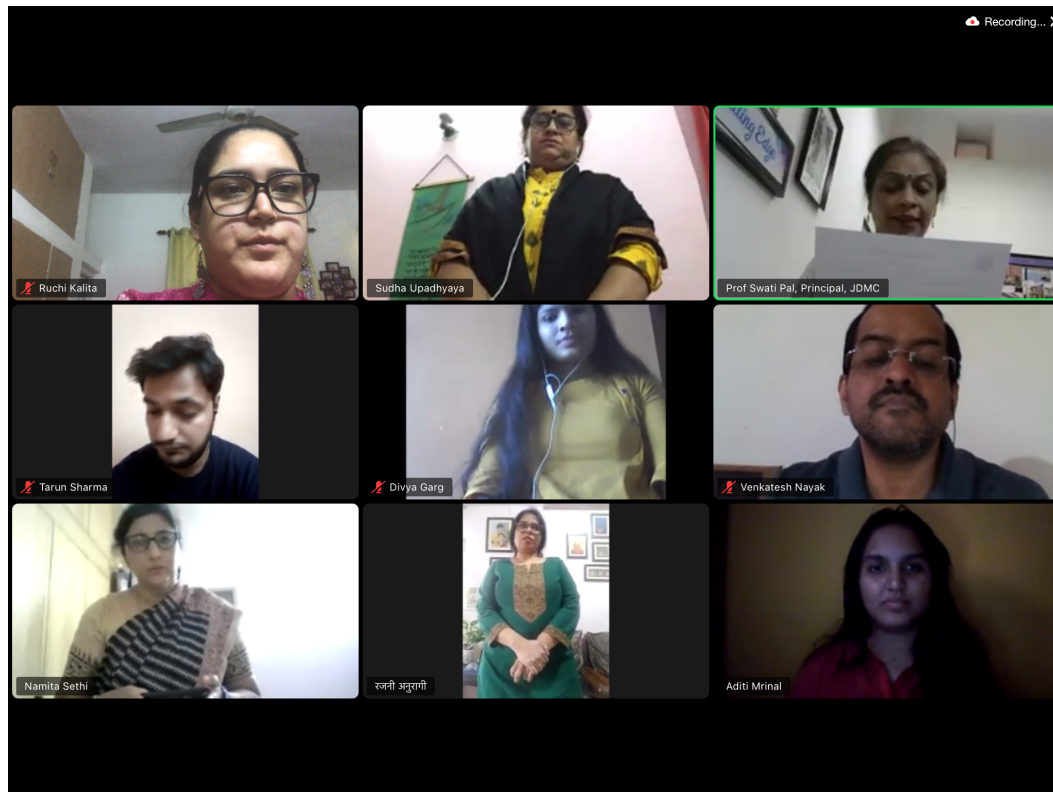 Recording...
Ruchi Kalita
Sudha Upadhyaya
Prof Swati Pal, Principal, JDMC
Tarun Sharma
Divya Garg
Venkatesh Nayak
Namita Sethi
रजनी अनुरागी
Aditi Mrinal